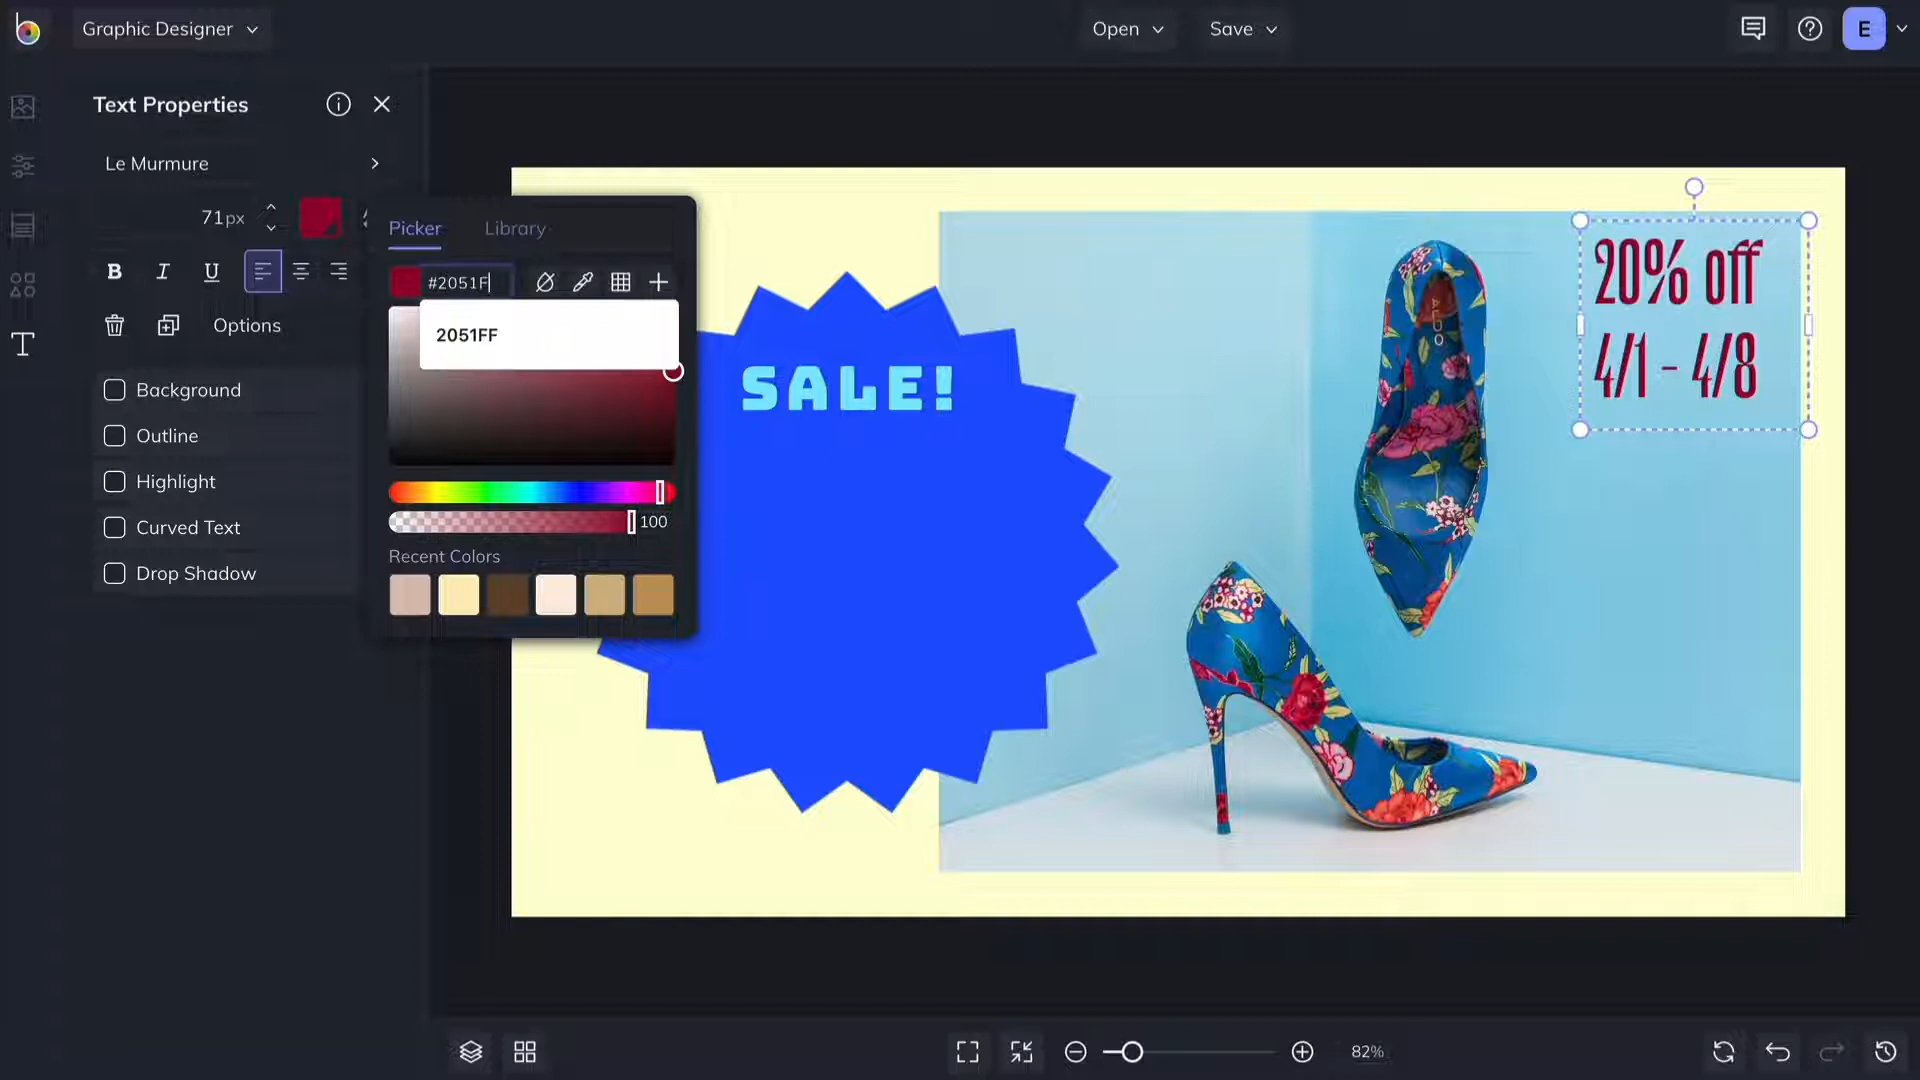 Graphic Designer
Open
Save
E
Text Properties
Le Murmure
71px
Picker
Library
B I U
#2051F
2051FF
Options
Background
Outline
Highlight
Curved Text
Drop Shadow
100
Recent Colors
SALE!
20% off
4/1 - 4/8
ALDO
82%